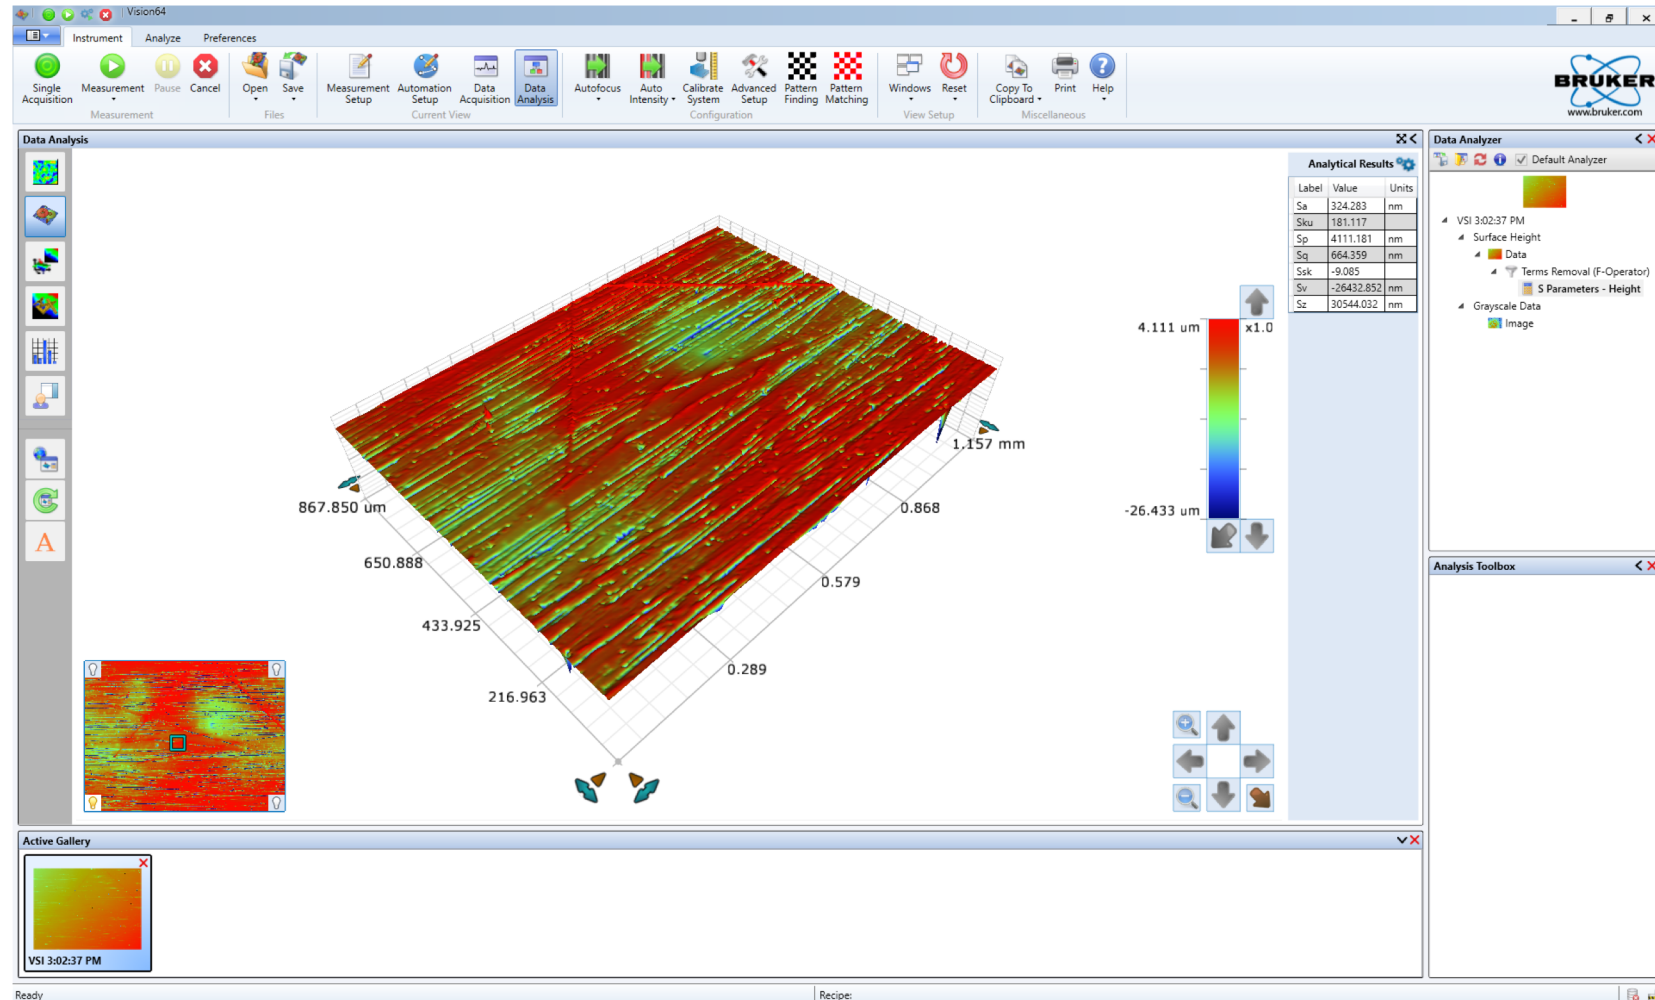 Vision64
Instrument Analyze Preferences
Single Acquisition
Measurement
Pause
Cancel
Open
Save
Measurement Setup
Automation Setup
Data Acquisition
Data Analysis
Autofocus
Auto Intensity
Calibrate System
Advanced Setup
Pattern Finding
Pattern Matching
Windows
Reset
Copy To Clipboard
Print
Help
Measurement
Files
Current View
Configuration
View Setup
Miscellaneous
BRUKER
www.bruker.com
Data Analysis
A
Analytical Results
Label Value Units
Sa 324.283 nm
Sku 181.117
Sp 4111.181 nm
Sq 664.359 nm
Ssk -9.085
Sv -26432.852 nm
Sz 30544.032 nm
4.111 um
x1.0
-26.433 um
1.157 mm
0.868
0.579
0.289
867.850 um
650.888
433.925
216.963
Data Analyzer
Default Analyzer
VSI 3:02:37 PM
Surface Height
Data
Terms Removal (F-Operator)
S Parameters - Height
Grayscale Data
Image
Analysis Toolbox
Active Gallery
VSI 3:02:37 PM
Ready
Recipe: